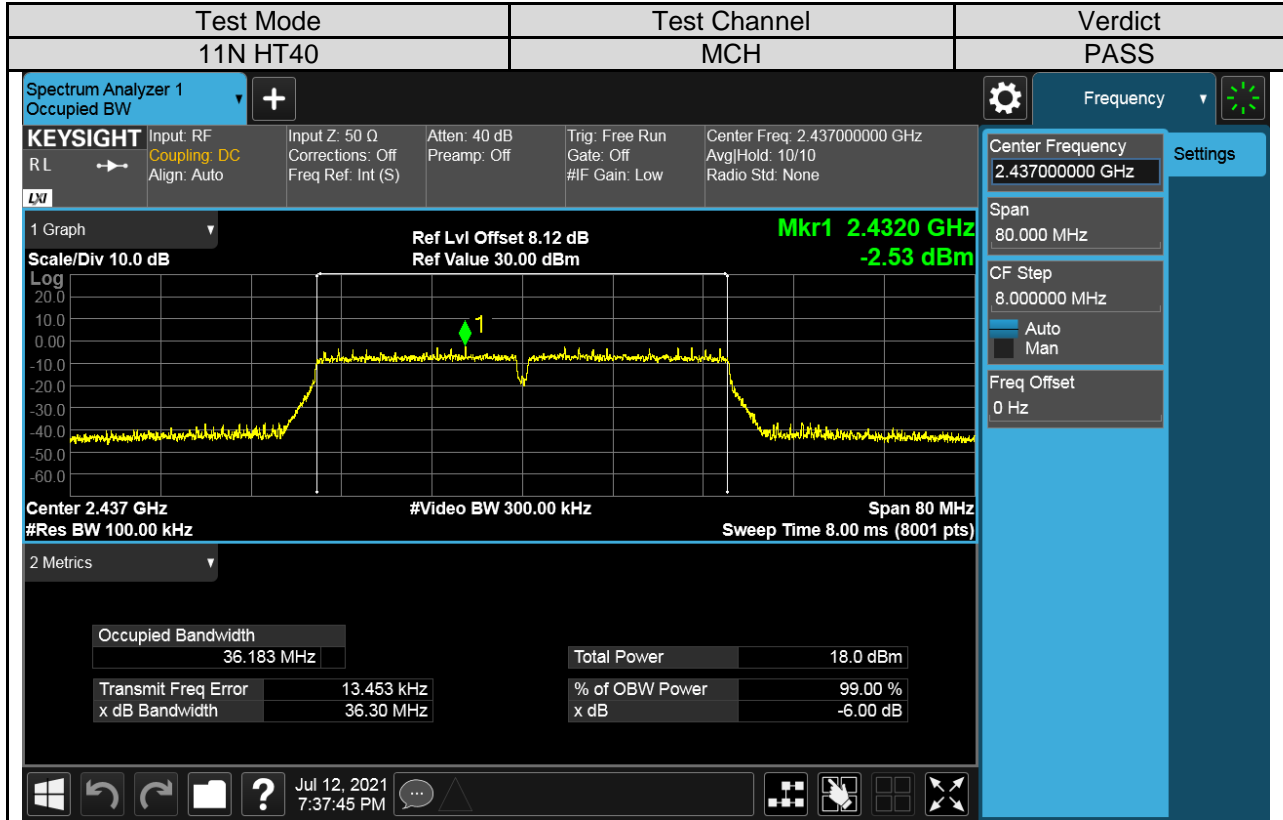 Test Mode Test Channel Verdict
11N HT40 MCH PASS
Spectrum Analyzer 1
Occupied BW
+
Frequency
KEYSIGHT Input: RF Input Z: 50 Ω Atten: 40 dB Trig: Free Run Center Freq: 2.437000000 GHz
R L Coupling: DC Corrections: Off Preamp: Off Gate: Off Avg|Hold: 10/10
Align: Auto Freq Ref: Int (S) #IF Gain: Low Radio Std: None
LXI
Center Frequency
2.437000000 GHz
Settings
Span
80.000 MHz
CF Step
8.000000 MHz
Auto
Man
Freq Offset
0 Hz
1 Graph Ref Lvl Offset 8.12 dB Mkr1 2.4320 GHz
Scale/Div 10.0 dB Ref Value 30.00 dBm -2.53 dBm
Log
20.0
10.0
1
0.00
-10.0
-20.0
-30.0
-40.0
-50.0
-60.0
Center 2.437 GHz #Video BW 300.00 kHz Span 80 MHz
#Res BW 100.00 kHz Sweep Time 8.00 ms (8001 pts)
2 Metrics
Occupied Bandwidth
36.183 MHz Total Power 18.0 dBm
Transmit Freq Error 13.453 kHz % of OBW Power 99.00 %
x dB Bandwidth 36.30 MHz x dB -6.00 dB
? Jul 12, 2021
7:37:45 PM